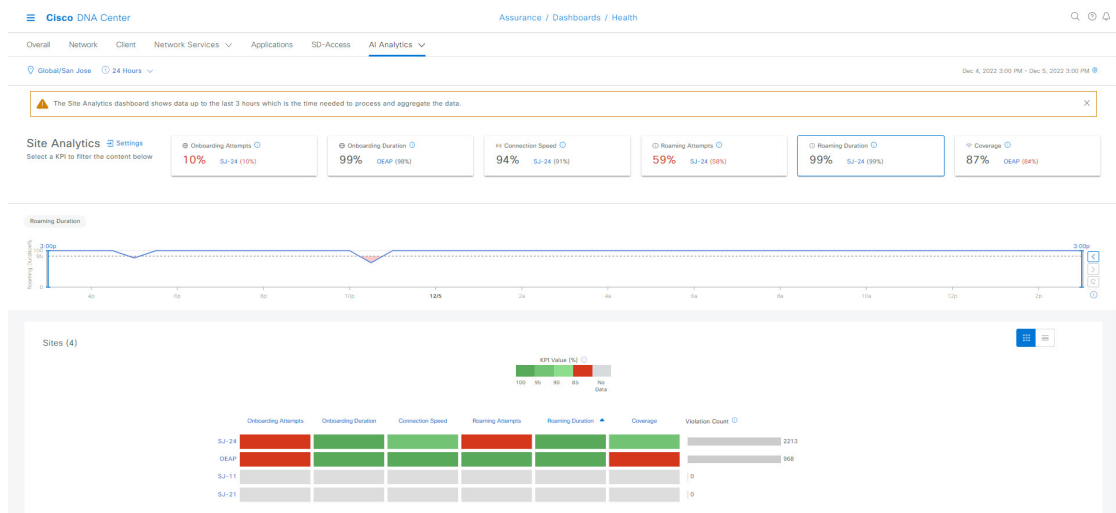 Cisco DNA Center
Assurance / Dashboards / Health
Overall Network Client Network Services Applications SD-Access AI Analytics
Global/San Jose 24 Hours
Dec 4, 2022 3:00 PM - Dec 5, 2022 3:00 PM
The Site Analytics dashboard shows data up to the last 3 hours which is the time needed to process and aggregate the data.
Site Analytics Settings
Select a KPI to filter the content below
Onboarding Attempts
10% SJ-24 (10%)
Onboarding Duration
99% OEAP (98%)
Connection Speed
94% SJ-24 (91%)
Roaming Attempts
59% SJ-24 (58%)
Roaming Duration
99% SJ-24 (99%)
Coverage
87% OEAP (84%)
Roaming Duration
3:00p 3:00p
100
0
4p 6p 8p 10p 12/5 2a 4a 6a 8a 10a 12p 2p
Sites (4)
KPI Value (%)
100 95 90 85 No Data
Onboarding Attempts Onboarding Duration Connection Speed Roaming Attempts Roaming Duration Coverage Violation Count
SJ-24 2213
OEAP 968
SJ-11 0
SJ-21 0